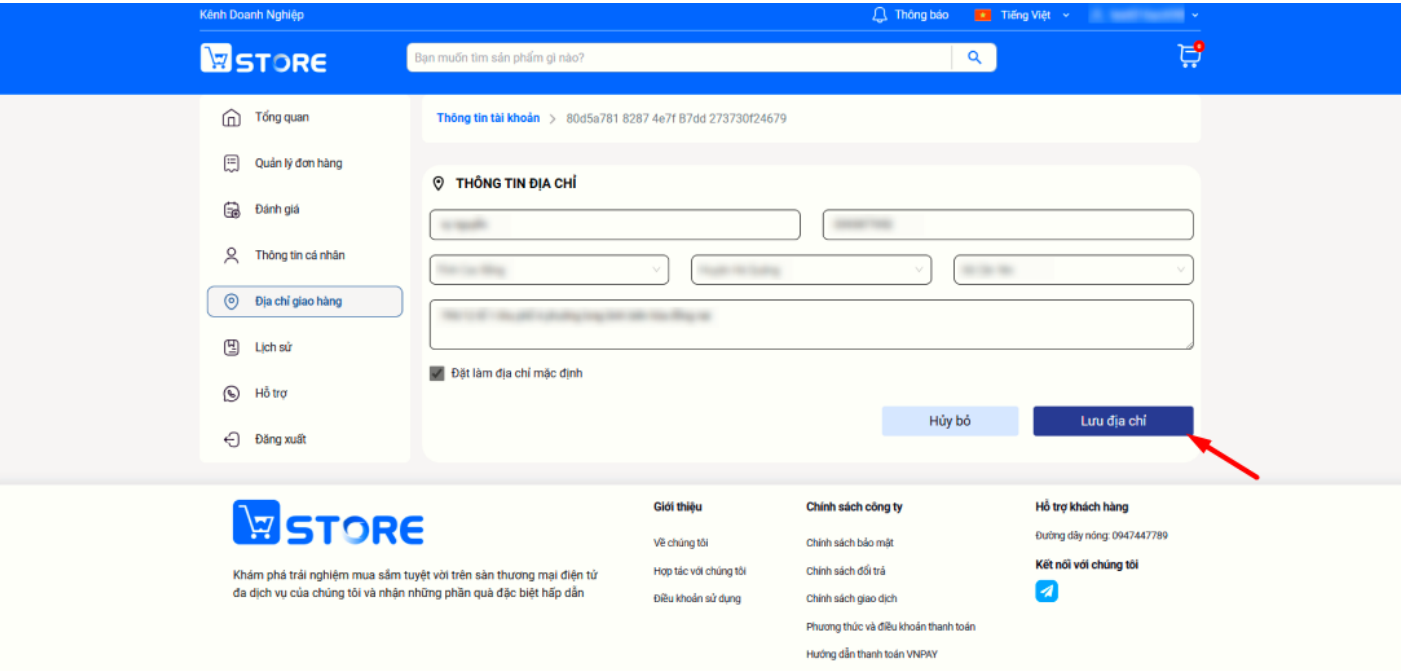 Kênh Doanh Nghiệp
Thông báo
Tiếng Việt
STORE
Bạn muốn tìm sản phẩm gì nào?
0
Tổng quan
Quản lý đơn hàng
Đánh giá
Thông tin cá nhân
Địa chỉ giao hàng
Lịch sử
Hỗ trợ
Đăng xuất
Thông tin tài khoản > 80d5a781 8287 4e7f B7dd 273730f24679
THÔNG TIN ĐỊA CHỈ
Đặt làm địa chỉ mặc định
Hủy bỏ
Lưu địa chỉ
STORE
Khám phá trải nghiệm mua sắm tuyệt vời trên sàn thương mại điện tử
đa dịch vụ của chúng tôi và nhận những phần quà đặc biệt hấp dẫn
Giới thiệu
Về chúng tôi
Hợp tác với chúng tôi
Điều khoản sử dụng
Chính sách công ty
Chính sách bảo mật
Chính sách đổi trả
Chính sách giao dịch
Phương thức và điều khoản thanh toán
Hướng dẫn thanh toán VNPAY
Hỗ trợ khách hàng
Đường dây nóng: 0947447789
Kết nối với chúng tôi